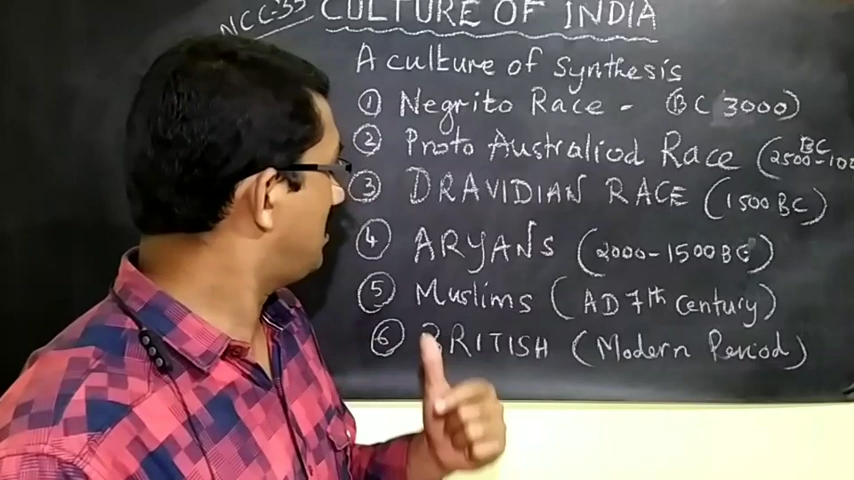 NCC-35 CULTURE OF INDIA
A culture of Synthesis
① Negrito Race - (BC 3000)
② Proto Australiod Race (BC 2500-
③ DRAVIDIAN RACE (1500 BC)
④ ARYANS (2000-1500 BC)
⑤ Muslims (AD 7th Century)
⑥ BRITISH (Modern Period)